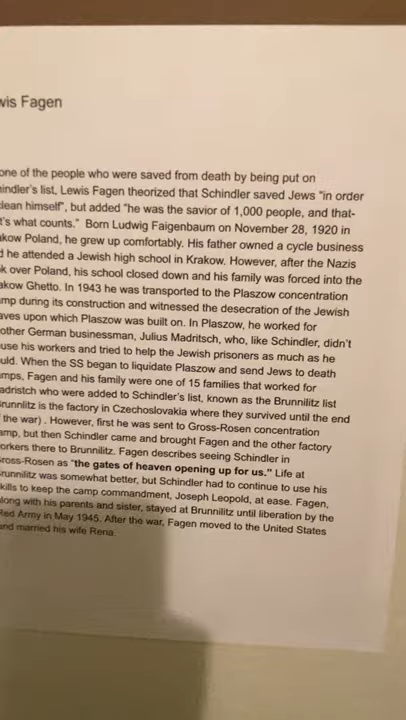 wis Fagen
one of the people who were saved from death by being put on
hindler's list, Lewis Fagen theorized that Schindler saved Jews "in order
clean himself", but added "he was the savior of 1,000 people, and that-
t's what counts." Born Ludwig Faigenbaum on November 28, 1920 in
akow Poland, he grew up comfortably. His father owned a cycle business
d he attended a Jewish high school in Krakow. However, after the Nazis
k over Poland, his school closed down and his family was forced into the
akow Ghetto. In 1943 he was transported to the Plaszow concentration
mp during its construction and witnessed the desecration of the Jewish
aves upon which Plaszow was built on. In Plaszow, he worked for
other German businessman, Julius Madritsch, who, like Schindler, didn't
use his workers and tried to help the Jewish prisoners as much as he
uld. When the SS began to liquidate Plaszow and send Jews to death
mps, Fagen and his family were one of 15 families that worked for
adristch who were added to Schindler's list, known as the Brunnilitz list
runnlitz is the factory in Czechoslovakia where they survived until the end
the war) . However, first he was sent to Gross-Rosen concentration
amp, but then Schindler came and brought Fagen and the other factory
orkers there to Brunnilitz. Fagen describes seeing Schindler in
ross-Rosen as "the gates of heaven opening up for us." Life at
runnilitz was somewhat better, but Schindler had to continue to use his
kills to keep the camp commandment, Joseph Leopold, at ease. Fagen,
long with his parents and sister, stayed at Brunnilitz until liberation by the
Red Army in May 1945. After the war, Fagen moved to the United States
and married his wife Rena.